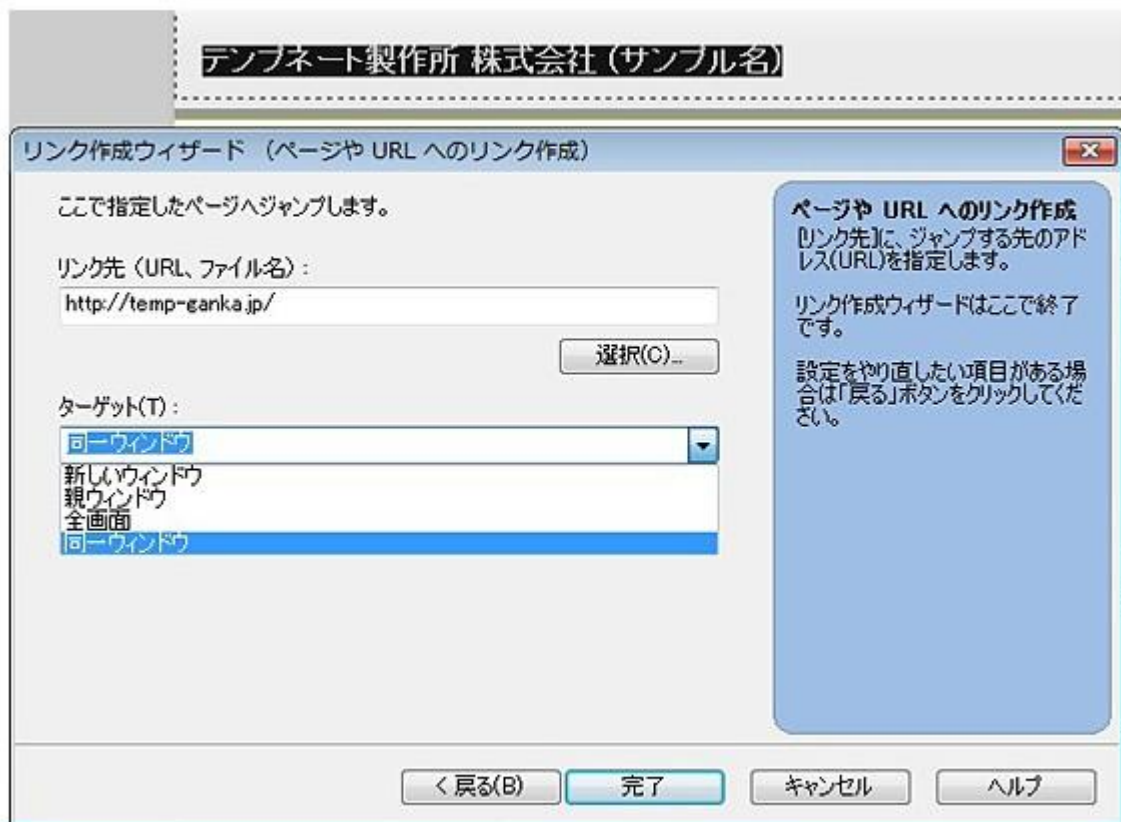 テンプネート製作所 株式会社 (サンプル名)
リンク作成ウィザード （ページや URL へのリンク作成）
ここで指定したページへジャンプします。
リンク先（URL、ファイル名）：
http://temp-ganka.jp/
選択(C)...
ターゲット(T)：
同一ウィンドウ
新しいウィンドウ
親ウィンドウ
全画面
同一ウィンドウ
ページや URL へのリンク作成
[リンク先]に、ジャンプする先のアド
レス(URL)を指定します。
リンク作成ウィザードはここで終了
です。
設定をやり直したい項目がある場
合は「戻る」ボタンをクリックしてくだ
さい。
< 戻る(B)
完了
キャンセル
ヘルプ